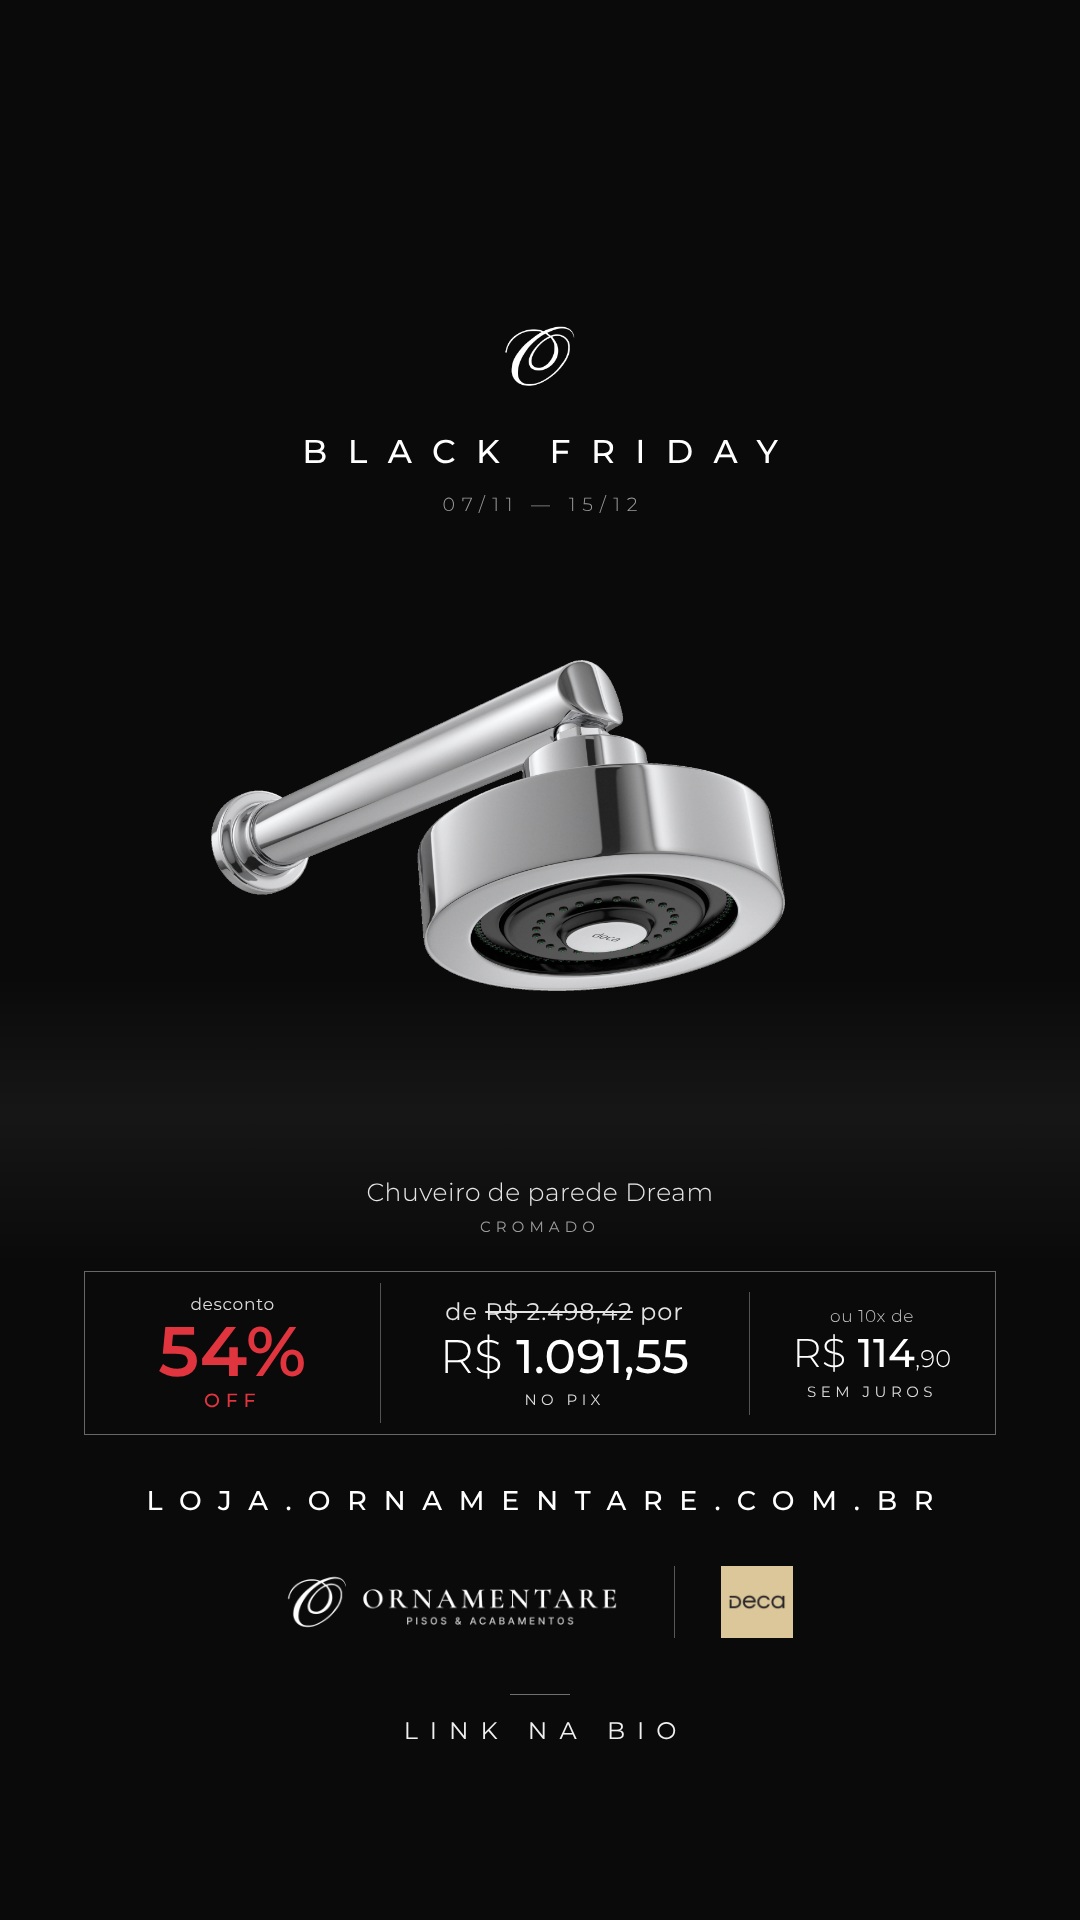 BLACK FRIDAY
07/11 — 15/12
deca
Chuveiro de parede Dream
CROMADO
desconto
54%
OFF
de R$ 2.498,42 por
R$ 1.091,55
NO PIX
ou 10x de
R$ 114,90
SEM JUROS
LOJA.ORNAMENTARE.COM.BR
ORNAMENTARE
PISOS & ACABAMENTOS
Deca
LINK NA BIO